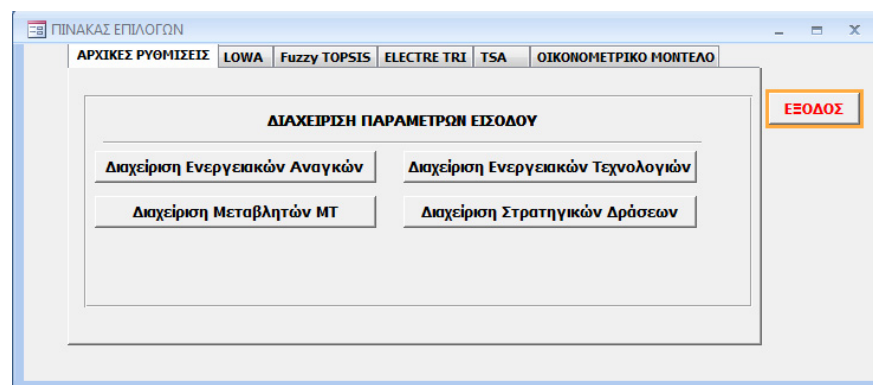 ΠΙΝΑΚΑΣ ΕΠΙΛΟΓΩΝ
ΑΡΧΙΚΕΣ ΡΥΘΜΙΣΕΙΣ LOWA Fuzzy TOPSIS ELECTRE TRI TSA ΟΙΚΟΝΟΜΕΤΡΙΚΟ ΜΟΝΤΕΛΟ
ΕΞΟΔΟΣ
ΔΙΑΧΕΙΡΙΣΗ ΠΑΡΑΜΕΤΡΩΝ ΕΙΣΟΔΟΥ
Διαχείριση Ενεργειακών Αναγκών Διαχείριση Ενεργειακών Τεχνολογιών
Διαχείριση Μεταβλητών ΜΤ Διαχείριση Στρατηγικών Δράσεων